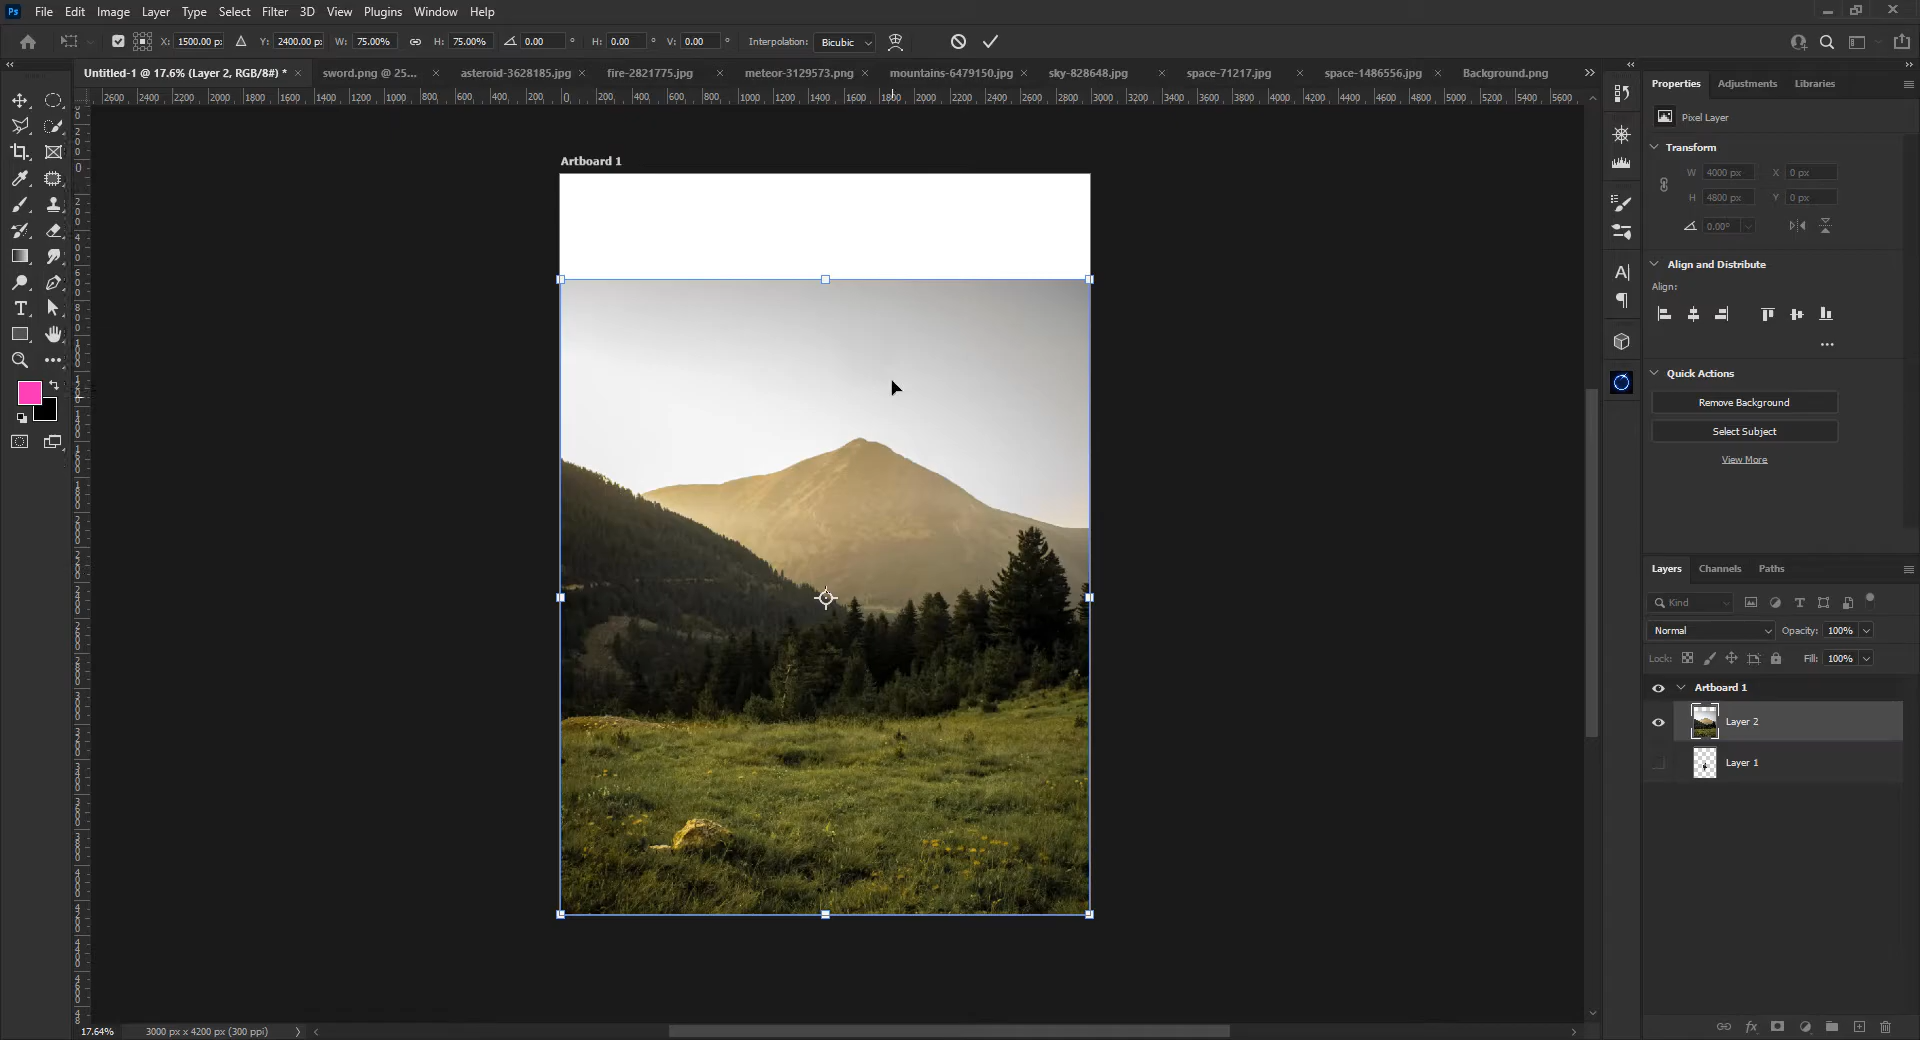 Ps File Edit Image Layer Type Select Filter 3D View Plugins Window Help
X: 1500.00 px Y: 2400.00 px W: 75.00% H: 75.00% 0.00 ° H: 0.00 ° V: 0.00 ° Interpolation: Bicubic
Untitled-1 @ 17.6% (Layer 2, RGB/8#) * × sword.png @ 25... × asteroid-3628185.jpg × fire-2821775.jpg × meteor-3129573.png × mountains-6479150.jpg × sky-828648.jpg × space-71217.jpg × space-1486556.jpg × Background.png
2600 2400 2200 2000 1800 1600 1400 1200 1000 800 600 400 200 0 200 400 600 800 1000 1200 1400 1600 1800 2000 2200 2400 2600 2800 3000 3200 3400 3600 3800 4000 4200 4400 4600 4800 5000 5200 5400 5600
Artboard 1
Properties Adjustments Libraries
Pixel Layer
Transform
W 4000 px X 0 px
H 4800 px Y 0 px
0.00°
Align and Distribute
Align:
Quick Actions
Remove Background
Select Subject
View More
Layers Channels Paths
Kind
Normal Opacity: 100%
Lock: Fill: 100%
Artboard 1
Layer 2
Layer 1
fx
17.64% 3000 px x 4200 px (300 ppi)